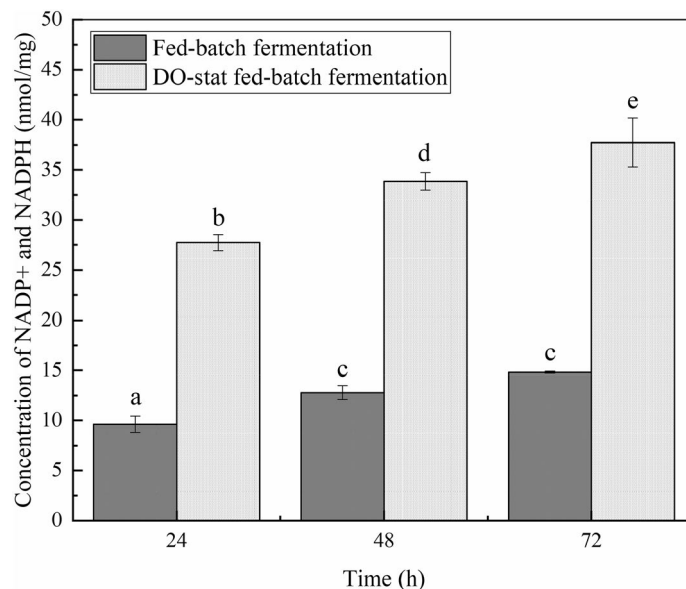 Fed-batch fermentation
DO-stat fed-batch fermentation
Concentration of NADP+ and NADPH (nmol/mg)
50
45
40
35
30
25
20
15
10
5
0
a
b
c
d
c
e
24
48
72
Time (h)